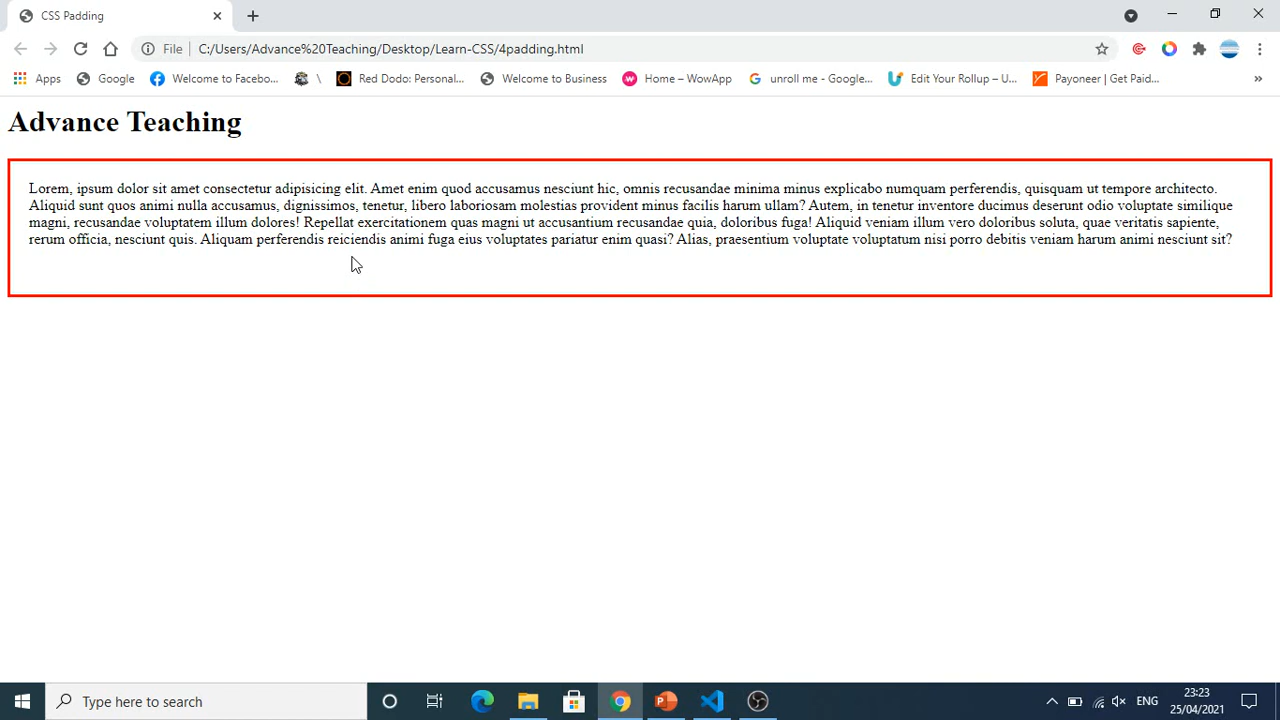 CSS Padding
File C:/Users/Advance%20Teaching/Desktop/Learn-CSS/4padding.html
Apps Google Welcome to Facebo... \ Red Dodo: Personal... Welcome to Business Home – WowApp unroll me - Google... Edit Your Rollup – U... Payoneer | Get Paid... »
Advance Teaching
Lorem, ipsum dolor sit amet consectetur adipisicing elit. Amet enim quod accusamus nesciunt hic, omnis recusandae minima minus explicabo numquam perferendis, quisquam ut tempore architecto.
Aliquid sunt quos animi nulla accusamus, dignissimos, tenetur, libero laboriosam molestias provident minus facilis harum ullam? Autem, in tenetur inventore ducimus deserunt odio voluptate similique
magni, recusandae voluptatem illum dolores! Repellat exercitationem quas magni ut accusantium recusandae quia, doloribus fuga! Aliquid veniam illum vero doloribus soluta, quae veritatis sapiente,
rerum officia, nesciunt quis. Aliquam perferendis reiciendis animi fuga eius voluptates pariatur enim quasi? Alias, praesentium voluptate voluptatum nisi porro debitis veniam harum animi nesciunt sit?
Type here to search
ENG
23:23
25/04/2021